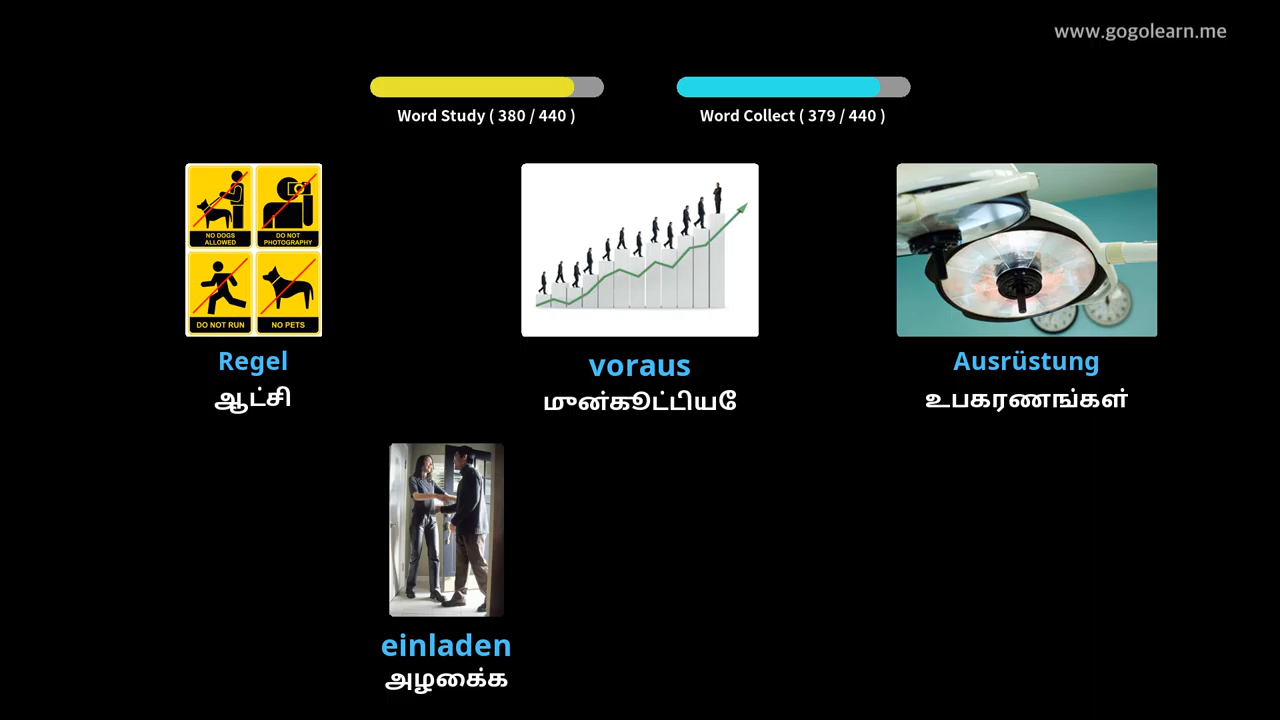 www.gogolearn.me
Word Study ( 380 / 440 )
Word Collect ( 379 / 440 )
NO DOGS ALLOWED
DO NOT PHOTOGRAPHY
DO NOT RUN
NO PETS
Regel
ஆட்சி
voraus
முன்கூட்டியே
Ausrüstung
உபகரணங்கள்
einladen
அழைக்க